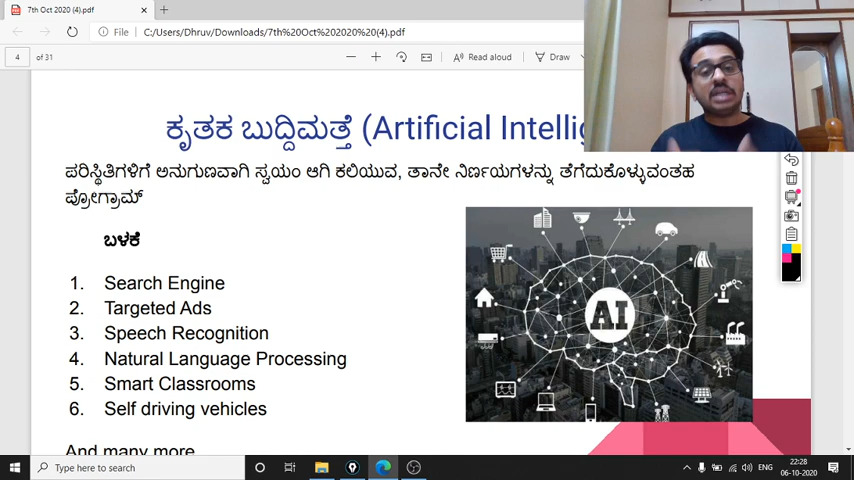 7th Oct 2020 (4).pdf
File C:/Users/Dhruv/Downloads/7th%20Oct%202020%20(4).pdf
4 of 31 Read aloud Draw
ಕೃತಕ ಬುದ್ದಿಮತ್ತೆ (Artificial Intellig
ಪರಿಸ್ಥಿತಿಗಳಿಗೆ ಅನುಗುಣವಾಗಿ ಸ್ವಯಂ ಆಗಿ ಕಲಿಯುವ, ತಾನೇ ನಿರ್ಣಯಗಳನ್ನು ತೆಗೆದುಕೊಳ್ಳುವಂತಹ
ಪ್ರೋಗ್ರಾಮ್
ಬಳಕೆ
1. Search Engine
2. Targeted Ads
3. Speech Recognition
4. Natural Language Processing
5. Smart Classrooms
6. Self driving vehicles
And many more
AI
Type here to search
ENG
22:28
06-10-2020